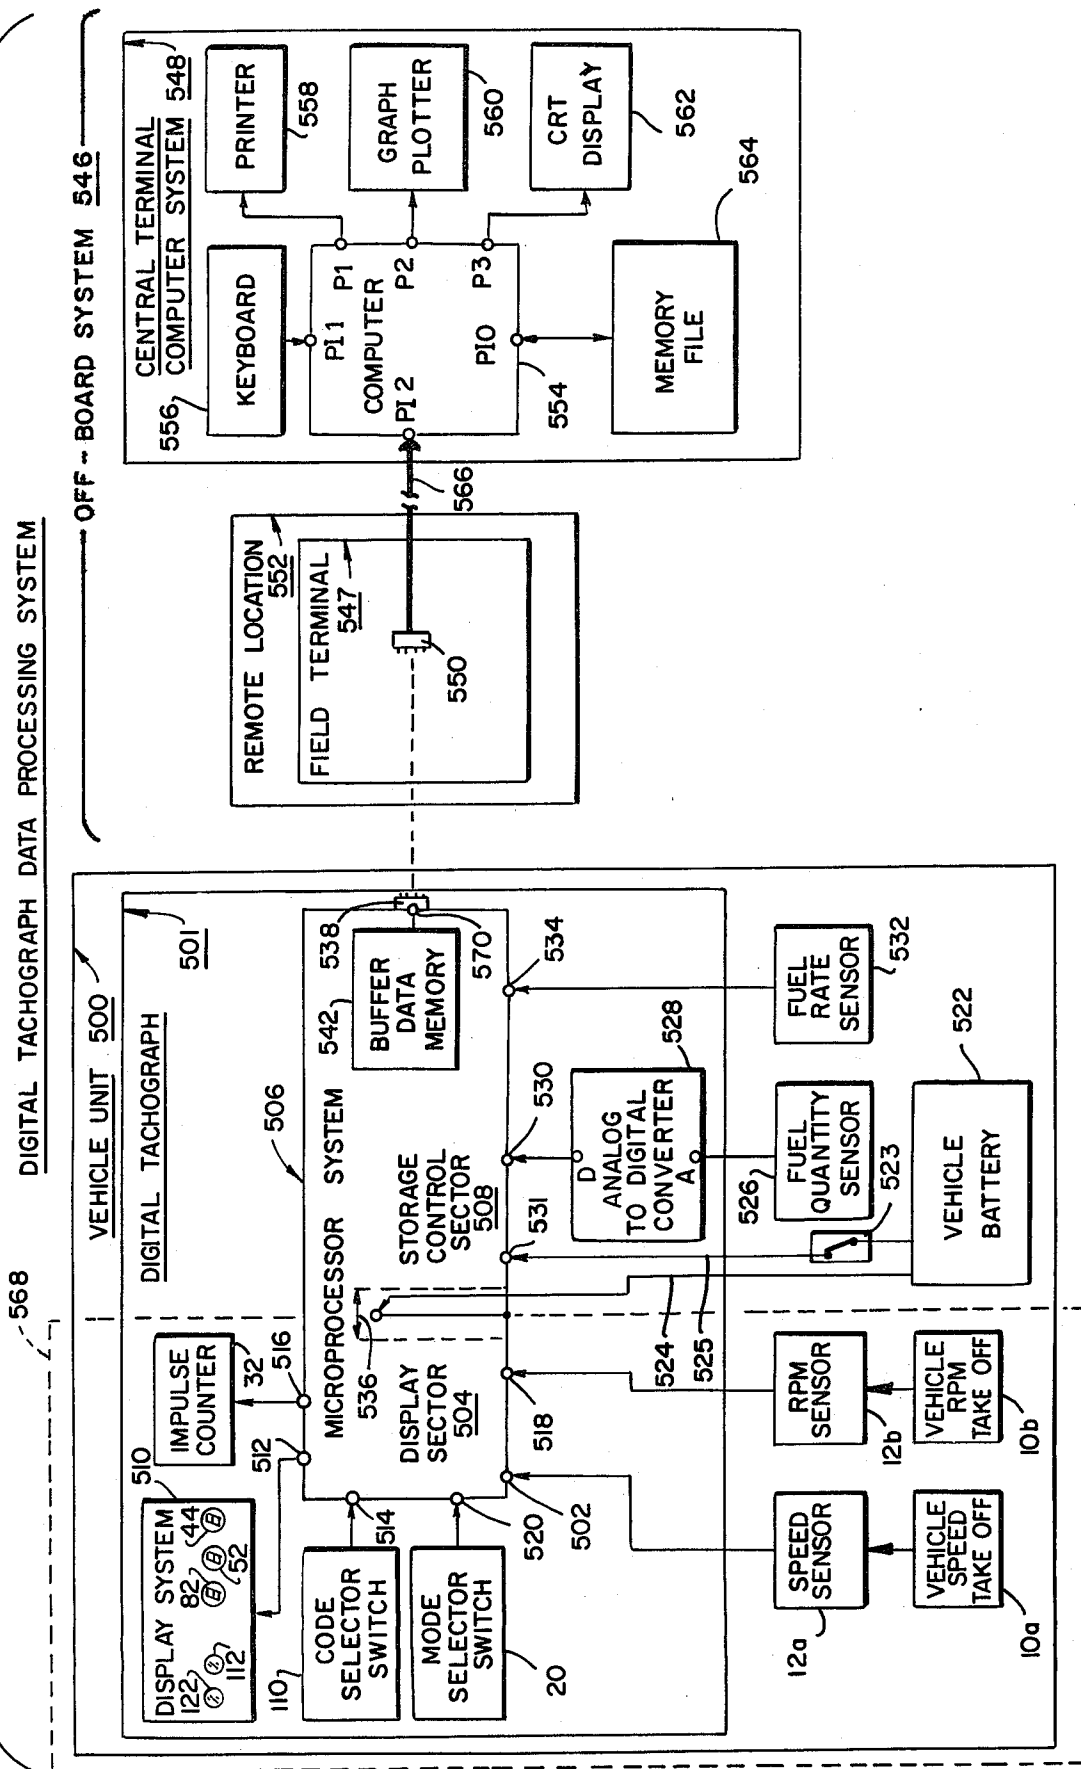 DIGITAL TACHOGRAPH DATA PROCESSING SYSTEM
568
VEHICLE UNIT 500
OFF - BOARD SYSTEM 546
DIGITAL TACHOGRAPH
501
DISPLAY SYSTEM
510
122
112
82
52
44
IMPULSE
COUNTER
32
512
516
506
CODE
SELECTOR
SWITCH
110
514
MODE
SELECTOR
SWITCH
20
520
502
MICROPROCESSOR SYSTEM
536
DISPLAY
SECTOR
504
518
STORAGE
CONTROL
SECTOR
508
531
530
534
542
BUFFER
DATA
MEMORY
538
570
D
ANALOG
TO DIGITAL
CONVERTER
A
528
524
525
SPEED
SENSOR
12a
VEHICLE
SPEED
TAKE OFF
10a
RPM
SENSOR
12b
VEHICLE
RPM
TAKE OFF
10b
FUEL
QUANTITY
SENSOR
526
523
VEHICLE
BATTERY
522
FUEL
RATE
SENSOR
532
REMOTE LOCATION
552
FIELD TERMINAL
547
550
566
CENTRAL TERMINAL
COMPUTER SYSTEM 548
KEYBOARD
556
PRINTER
558
GRAPH
PLOTTER
560
CRT
DISPLAY
562
PI1
P1
PI2
COMPUTER
P2
PIO
P3
554
MEMORY
FILE
564